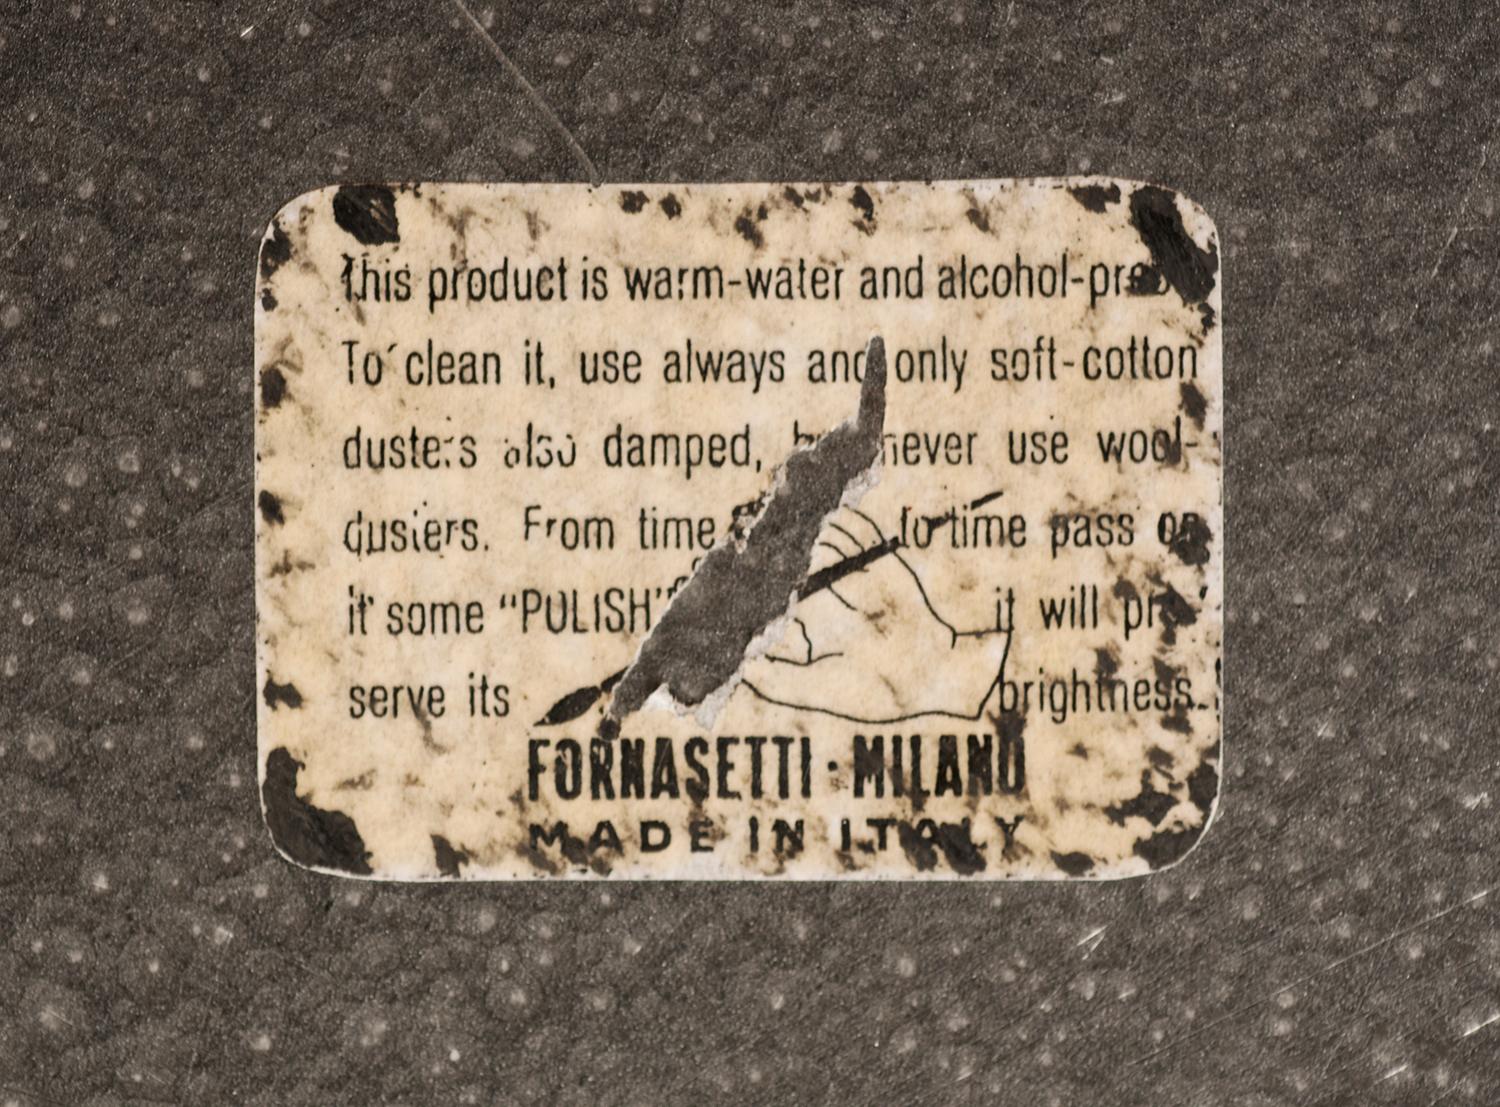 This product is warm-water and alcohol-proof
To clean it, use always and only soft-cotton
dusters also damped, never use wool-
dusters. From time to time pass on
it some "POLISH" it will pre-
serve its brightness.
FORNASETTI · MILANO
MADE IN ITALY